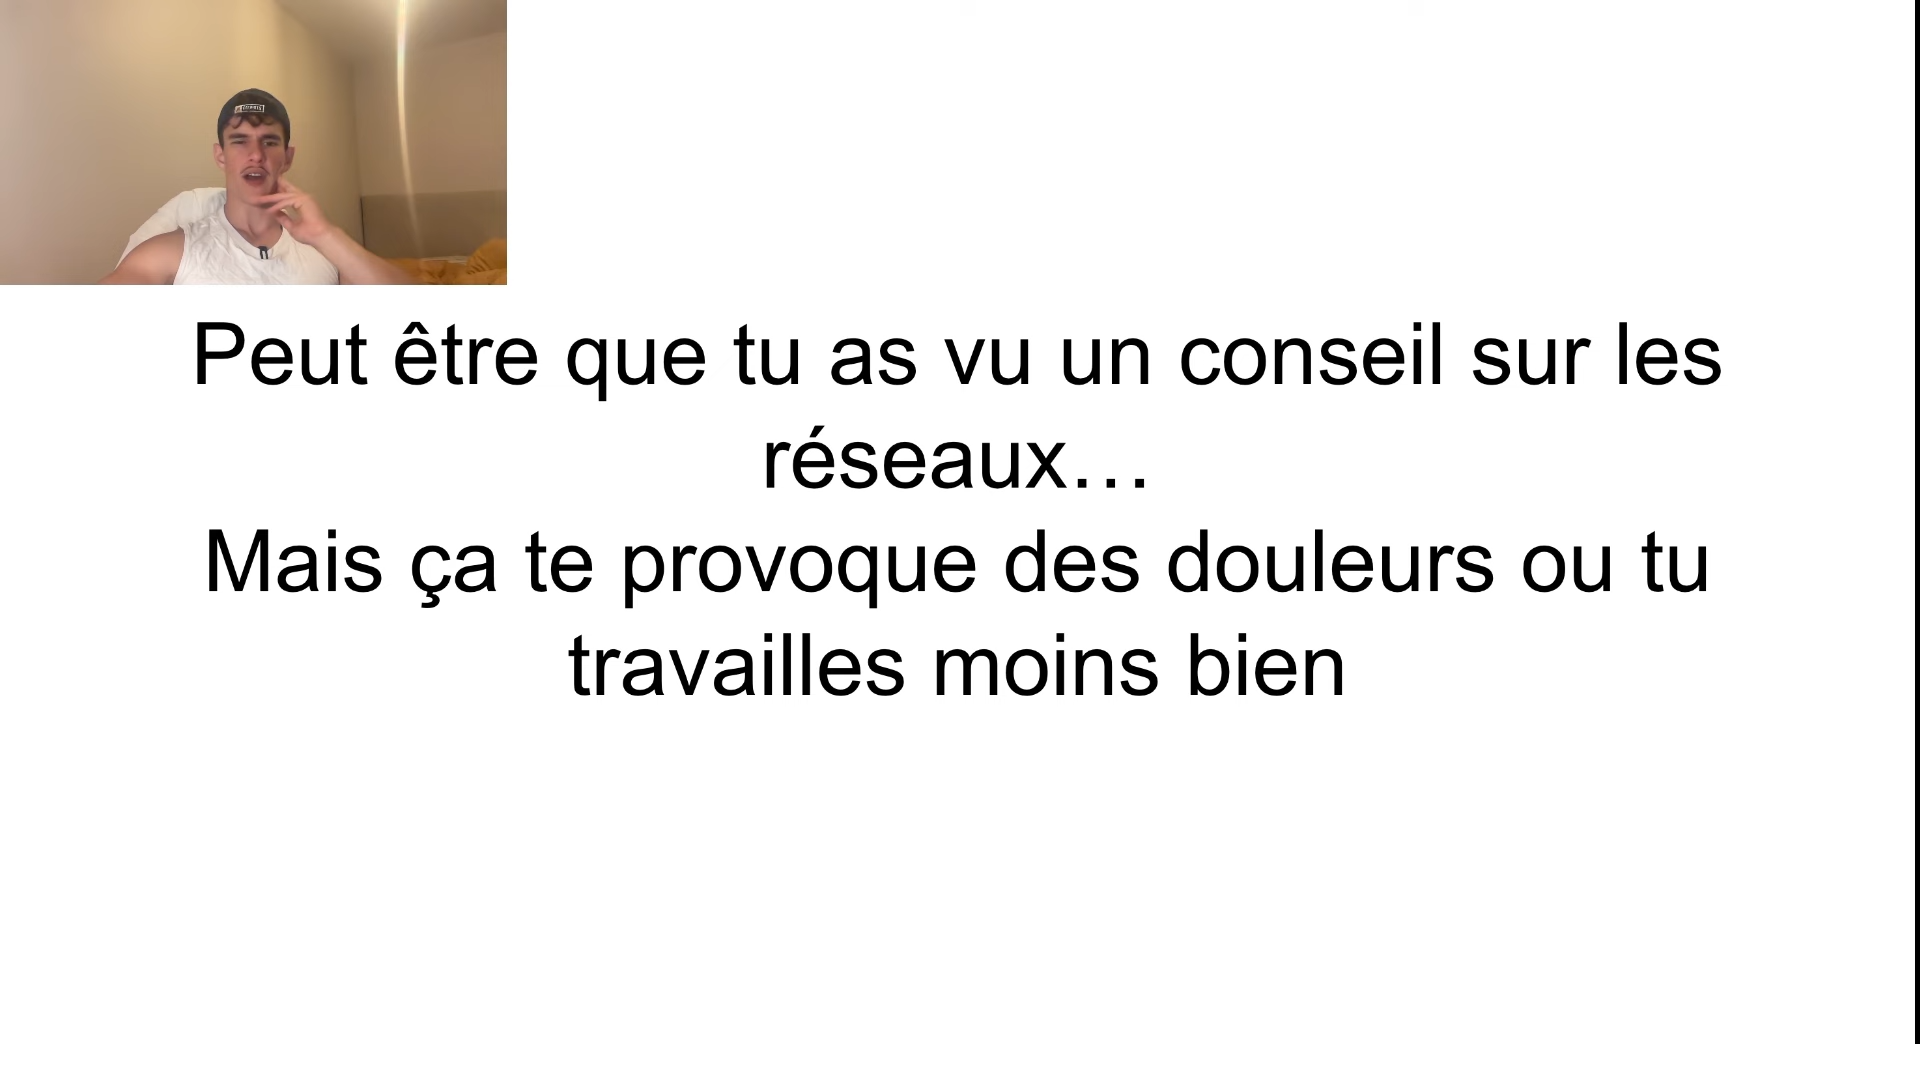 Peut être que tu as vu un conseil sur les
réseaux…
Mais ça te provoque des douleurs ou tu
travailles moins bien